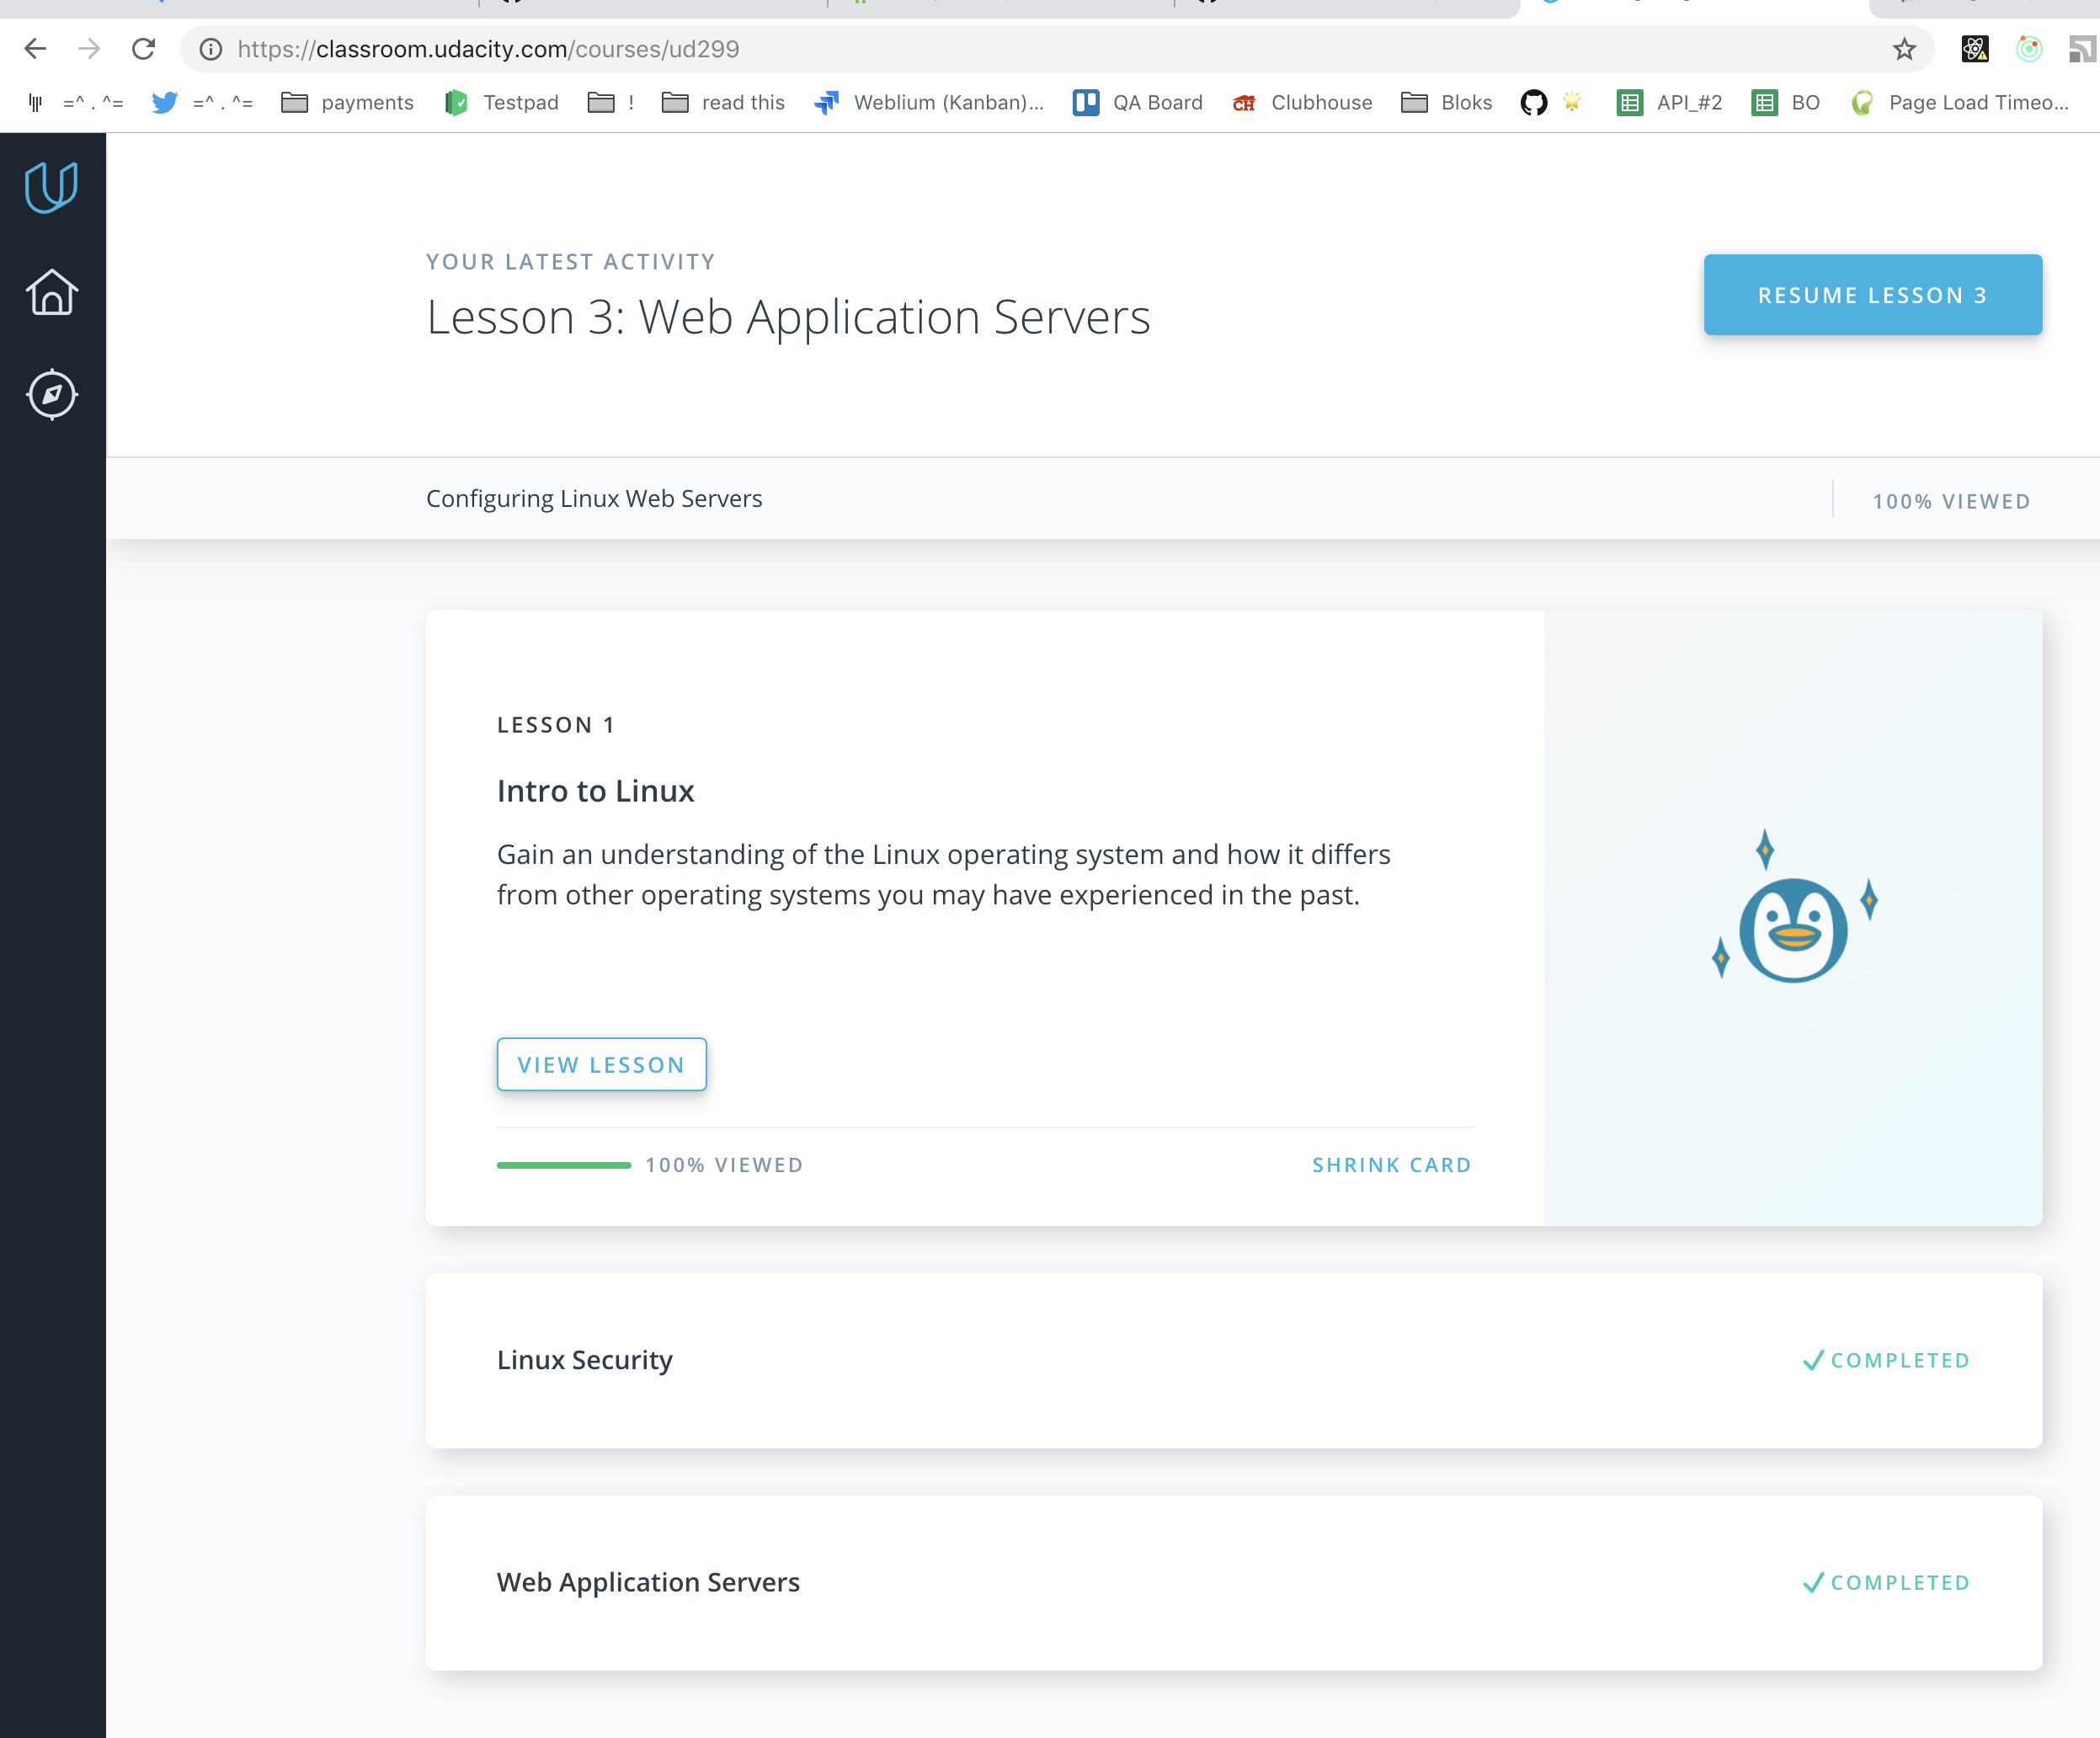 https://classroom.udacity.com/courses/ud299
=^ . ^= =^ . ^= payments Testpad ! read this Weblium (Kanban)... QA Board Clubhouse Bloks API_#2 BO Page Load Timeo...
YOUR LATEST ACTIVITY
Lesson 3: Web Application Servers
RESUME LESSON 3
Configuring Linux Web Servers
100% VIEWED
LESSON 1
Intro to Linux
Gain an understanding of the Linux operating system and how it differs
from other operating systems you may have experienced in the past.
VIEW LESSON
100% VIEWED
SHRINK CARD
Linux Security
COMPLETED
Web Application Servers
COMPLETED